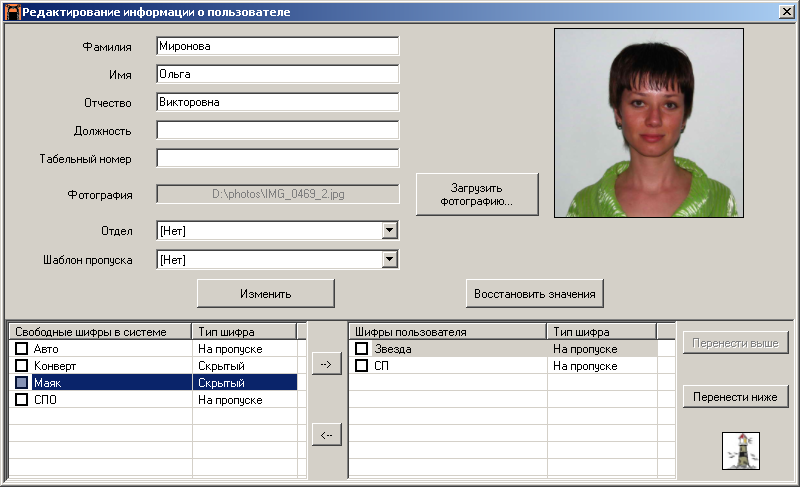 Редактирование информации о пользователе
Фамилия Миронова
Имя Ольга
Отчество Викторовна
Должность
Табельный номер
Фотография D:\photos\IMG_0469_2.jpg
Загрузить
фотографию...
Отдел [Нет]
Шаблон пропуска [Нет]
Изменить Восстановить значения
Свободные шифры в системе Тип шифра
Авто На пропуске
Конверт Скрытый
Маяк Скрытый
СПО На пропуске
-->
<--
Шифры пользователя Тип шифра
Звезда На пропуске
СП На пропуске
Перенести выше
Перенести ниже